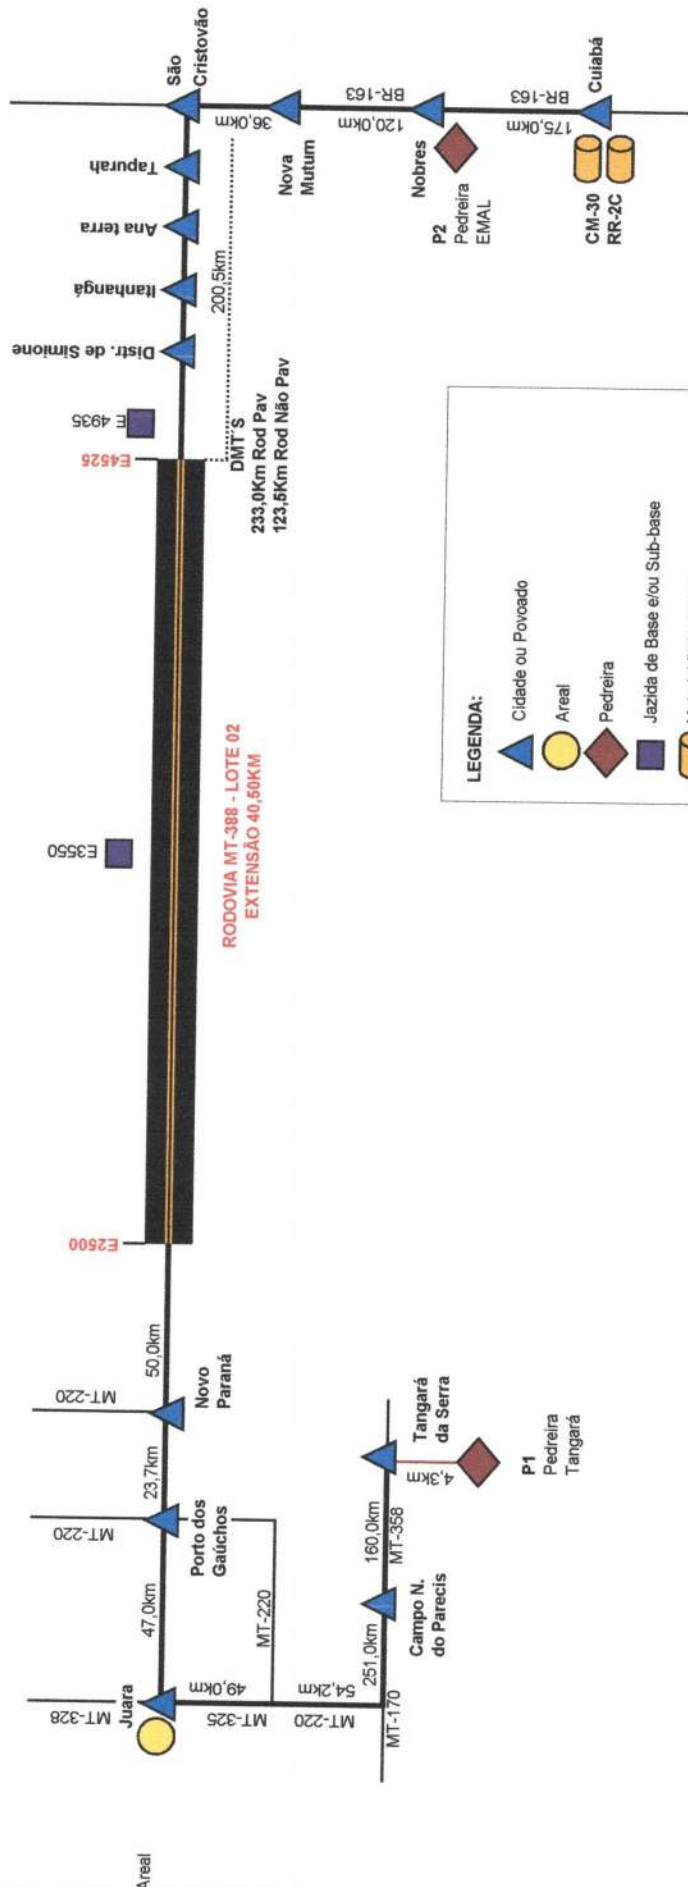 Areal
MT-328
Juara
47,0km
MT-220
Porto dos
Gaúchos
23,7km
MT-220
Novo
Paraná
50,0km
49,0km
MT-325
MT-220
MT-220
54,2km
MT-170
251,0km
Campo N.
do Parecis
160,0km
MT-358
Tangará
da Serra
4,3km
P1
Pedreira
Tangará
E2500
E3550
RODOVIA MT-388 - LOTE 02
EXTENSÃO 40,50KM
E4525
E 4935
DMT´S
233,0Km Rod Pav
123,5Km Rod Não Pav
200,5km
Distr. de Simione
Itanhangá
Ana terra
Tapurah
São
Cristovão
36,0km
Nova
Mutum
120,0km
BR-163
Nobres
P2
Pedreira
EMAL
175,0km
BR-163
Cuiabá
CM-30
RR-2C
LEGENDA:
Cidade ou Povoado
Areal
Pedreira
Jazida de Base e/ou Sub-base